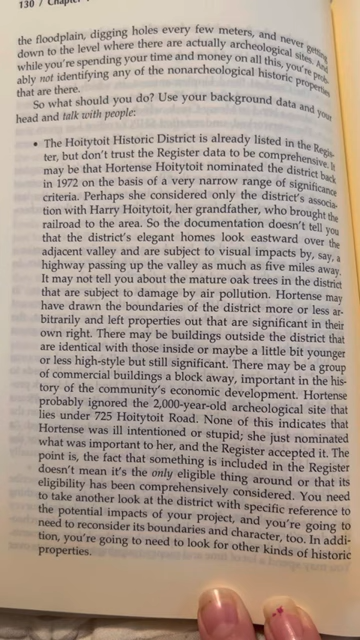 130 / Chapter
the floodplain, digging holes every few meters, and never getting
down to the level where there are actually archeological sites. And
while you're spending your time and money on all this, you're prob-
ably not identifying any of the nonarcheological historic properties
that are there.
So what should you do? Use your background data and your
head and talk with people:
• The Hoitytoit Historic District is already listed in the Regis-
ter, but don't trust the Register data to be comprehensive. It
may be that Hortense Hoitytoit nominated the district back
in 1972 on the basis of a very narrow range of significance
criteria. Perhaps she considered only the district's associa-
tion with Harry Hoitytoit, her grandfather, who brought the
railroad to the area. So the documentation doesn't tell you
that the district's elegant homes look eastward over the
adjacent valley and are subject to visual impacts by, say, a
highway passing up the valley as much as five miles away.
It may not tell you about the mature oak trees in the district
that are subject to damage by air pollution. Hortense may
have drawn the boundaries of the district more or less ar-
bitrarily and left properties out that are significant in their
own right. There may be buildings outside the district that
are identical with those inside or maybe a little bit younger
or less high-style but still significant. There may be a group
of commercial buildings a block away, important in the his-
tory of the community's economic development. Hortense
probably ignored the 2,000-year-old archeological site that
lies under 725 Hoitytoit Road. None of this indicates that
Hortense was ill intentioned or stupid; she just nominated
what was important to her, and the Register accepted it. The
point is, the fact that something is included in the Register
doesn't mean it's the only eligible thing around or that its
eligibility has been comprehensively considered. You need
to take another look at the district with specific reference to
the potential impacts of your project, and you're going to
need to reconsider its boundaries and character, too. In addi-
tion, you're going to need to look for other kinds of historic
properties.